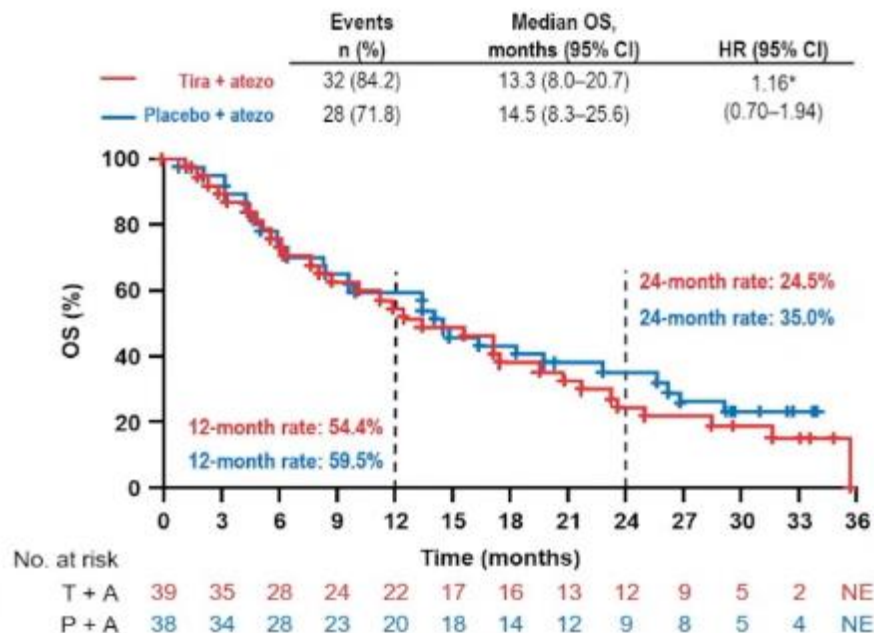 Events Median OS,
n (%) months (95% CI) HR (95% CI)
Tira + atezo 32 (84.2) 13.3 (8.0–20.7) 1.16*
Placebo + atezo 28 (71.8) 14.5 (8.3–25.6) (0.70–1.94)
100
80
60
40
20
0
OS (%)
24-month rate: 24.5%
24-month rate: 35.0%
12-month rate: 54.4%
12-month rate: 59.5%
0 3 6 9 12 15 18 21 24 27 30 33 36
No. at risk Time (months)
T + A 39 35 28 24 22 17 16 13 12 9 5 2 NE
P + A 38 34 28 23 20 18 14 12 9 8 5 4 NE